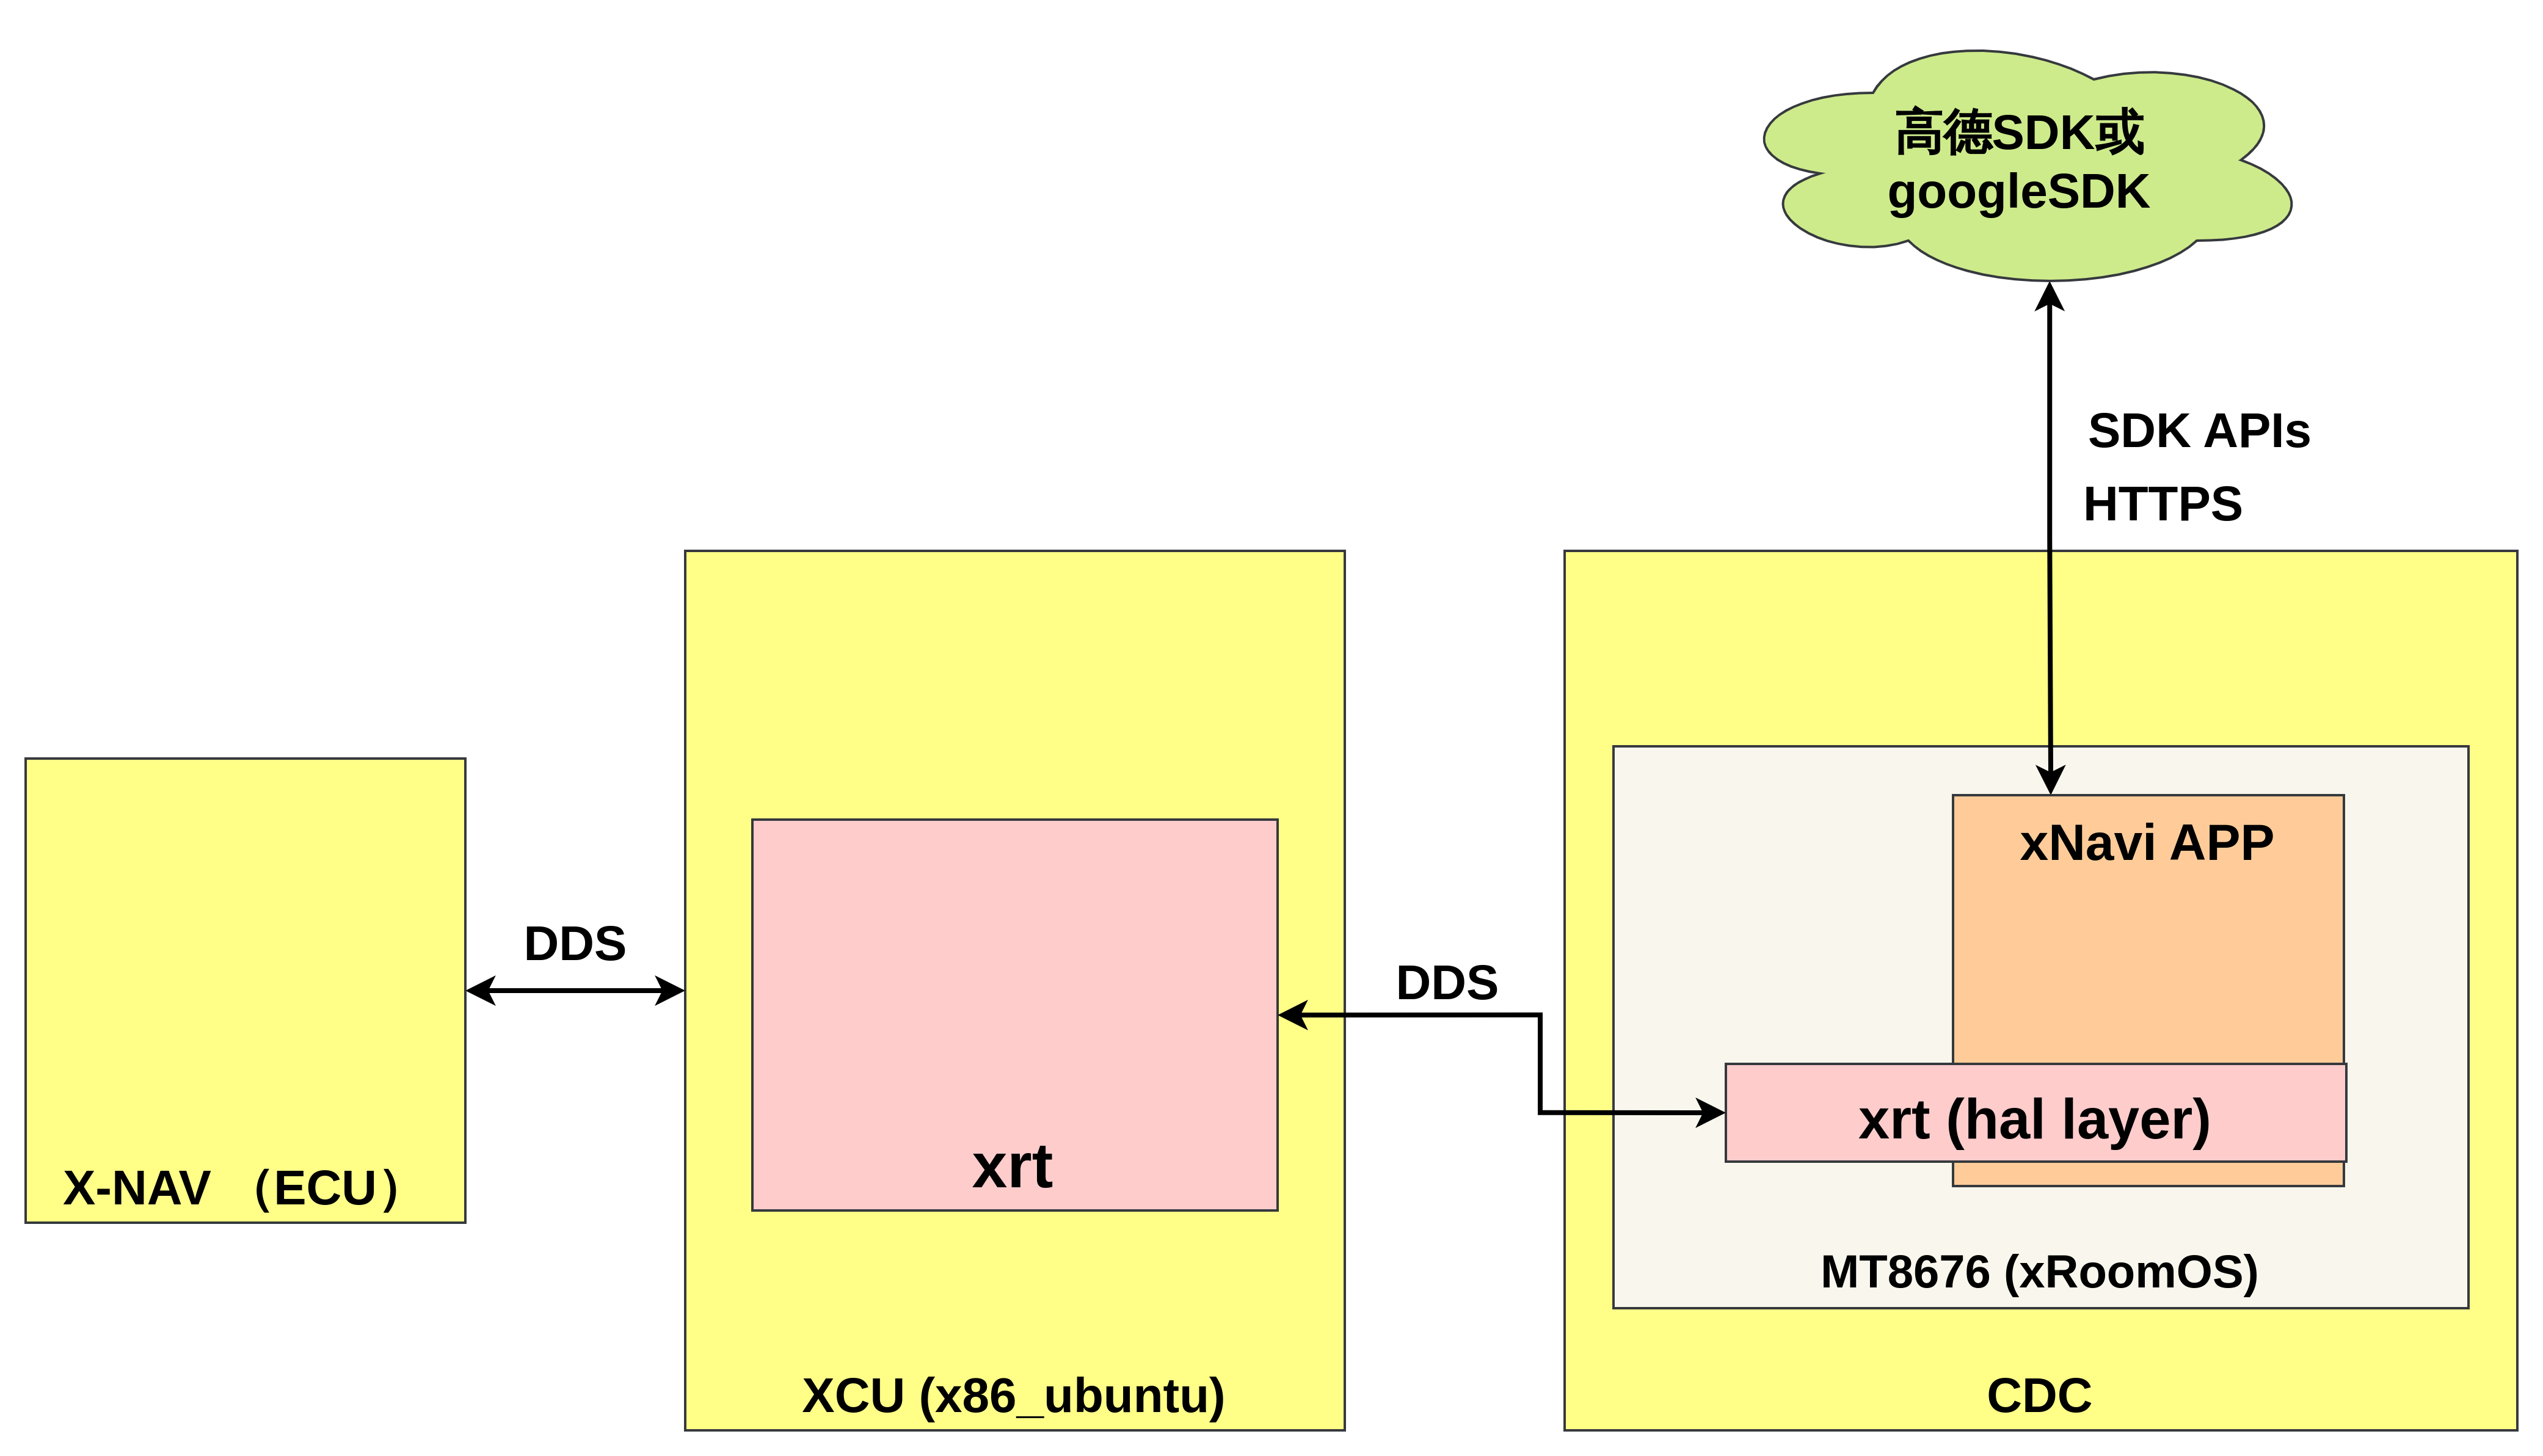 高德SDK或
googleSDK
SDK APIs
HTTPS
xNavi APP
DDS
DDS
xrt (hal layer)
xrt
X-NAV （ECU）
MT8676 (xRoomOS)
XCU (x86_ubuntu)
CDC